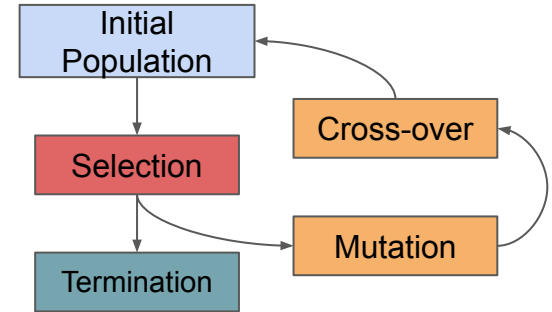 Initial
Population
Cross-over
Selection
Mutation
Termination